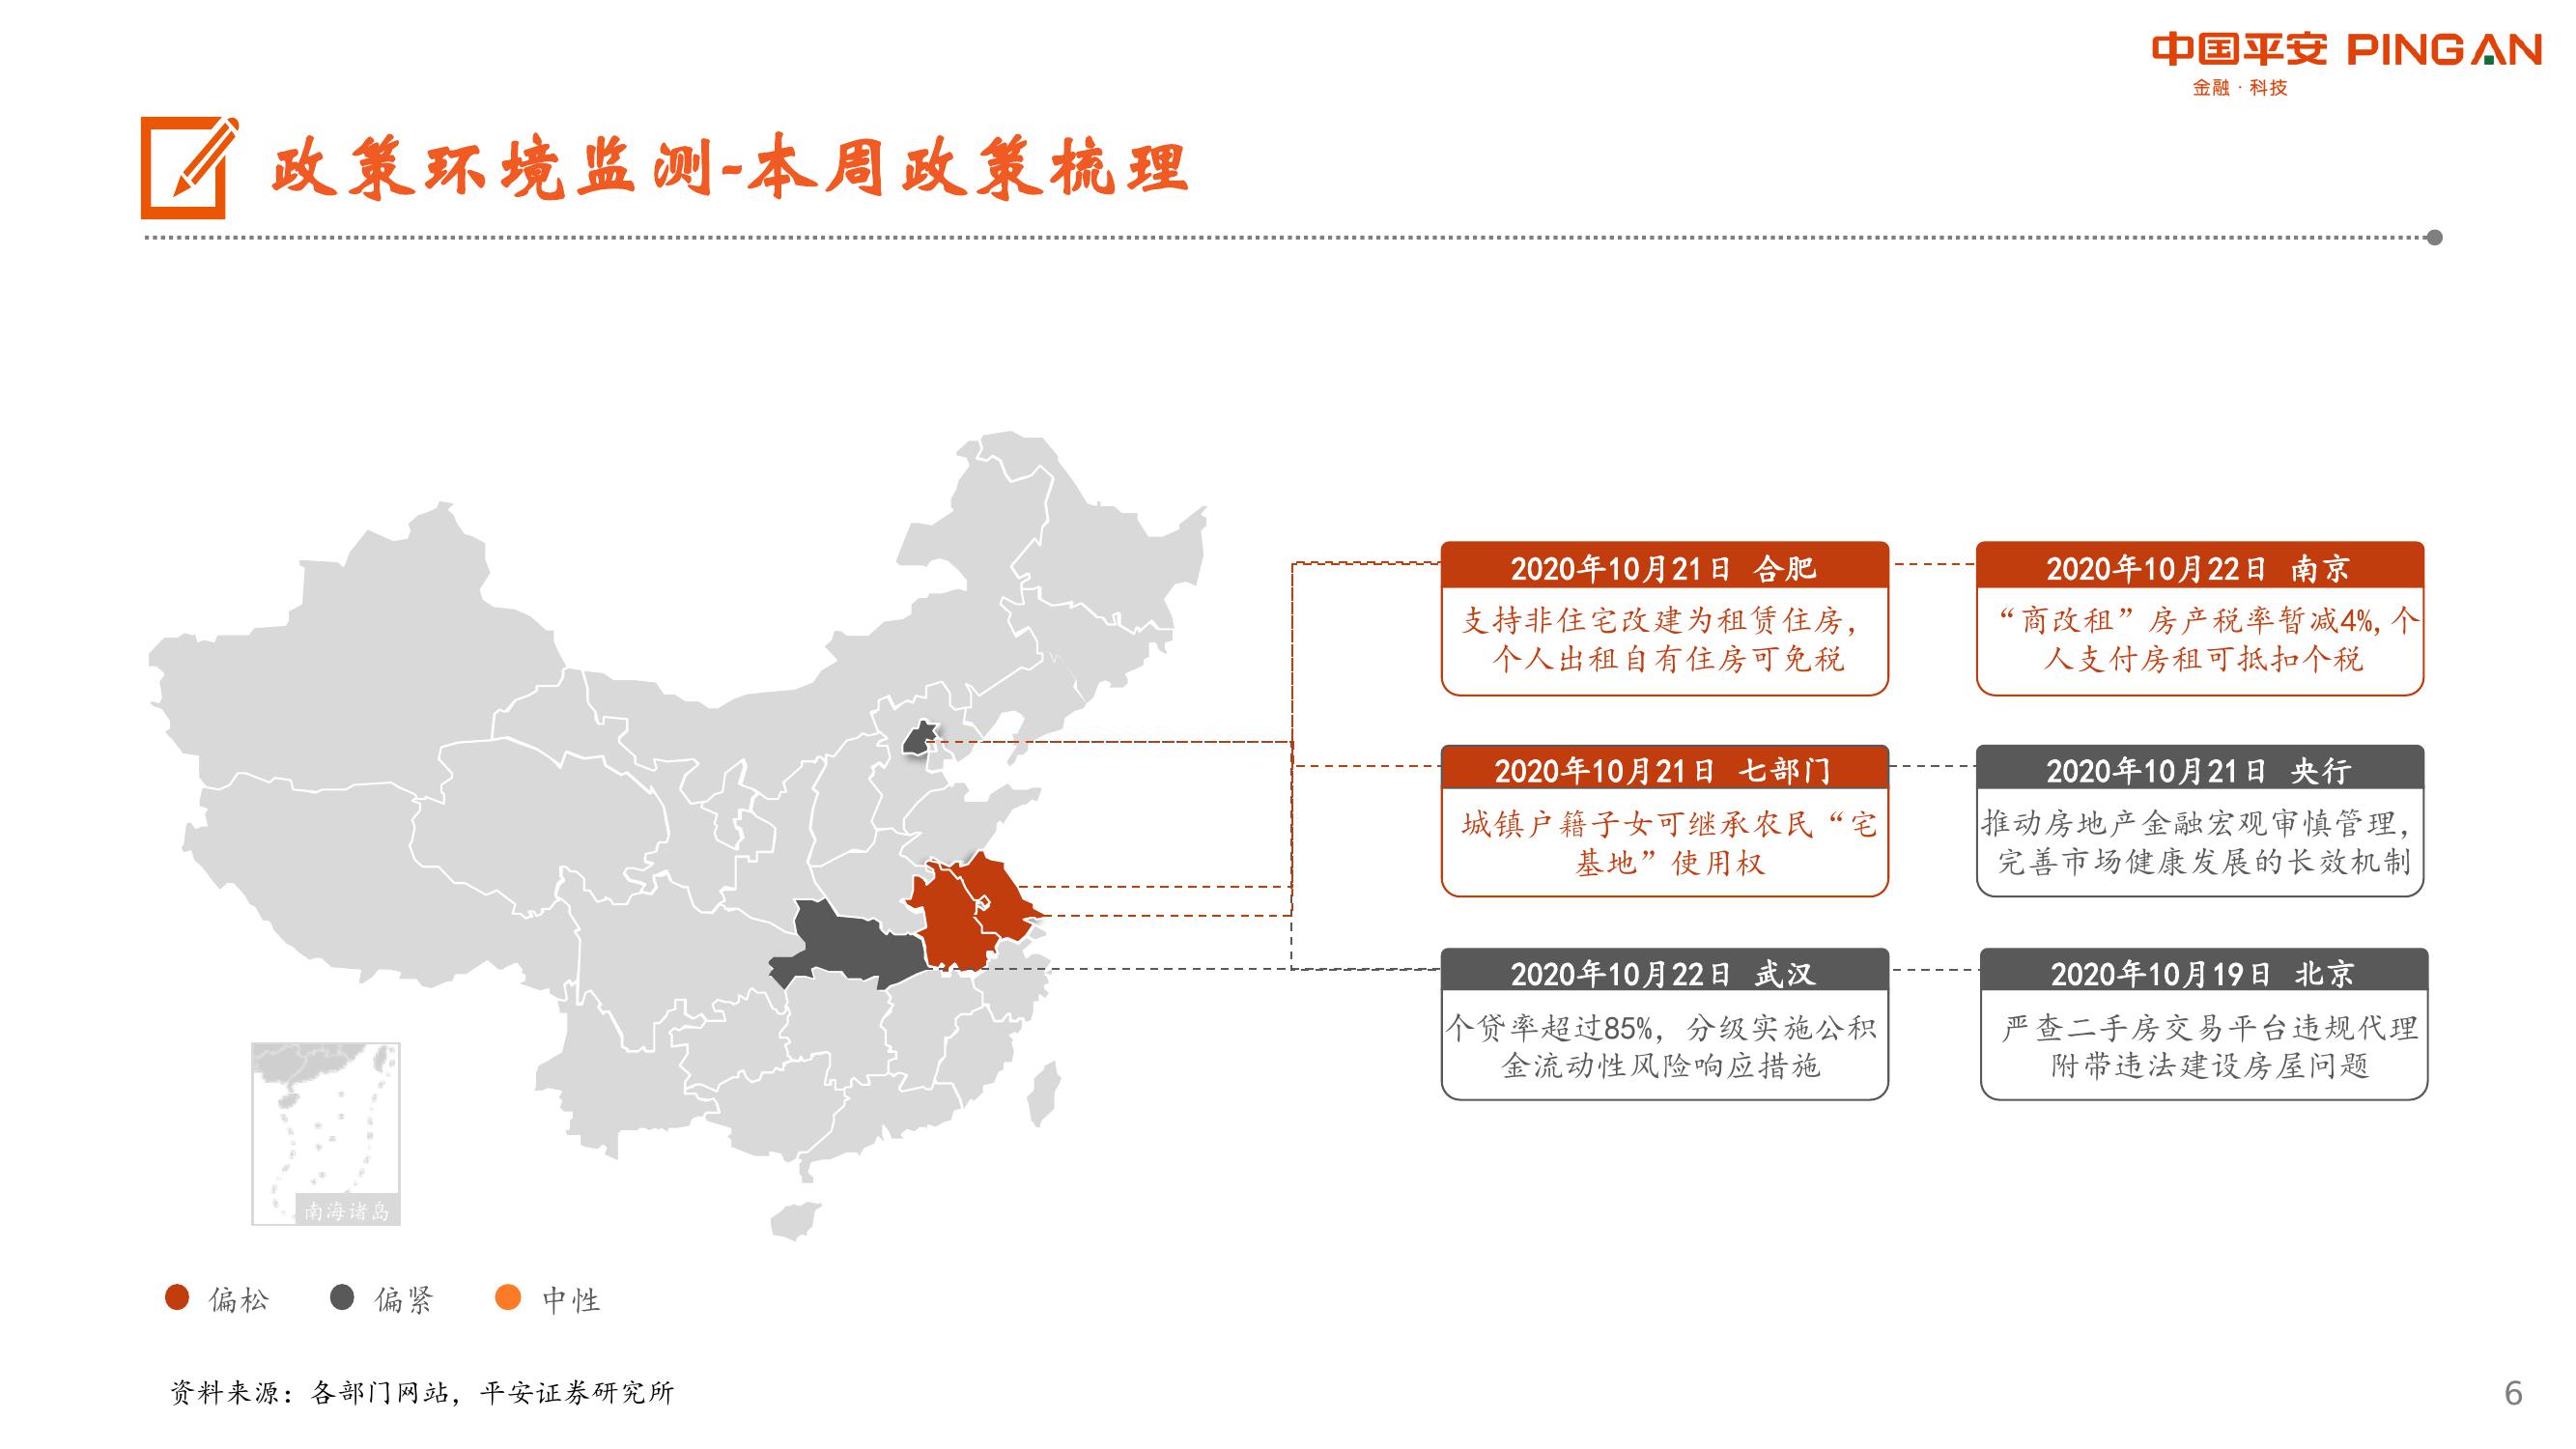 中国平安 PINGAN
金融·科技
政策环境监测-本周政策梳理
2020年10月21日 合肥
支持非住宅改建为租赁住房，
个人出租自有住房可免税
2020年10月22日 南京
“商改租”房产税率暂减4%,个
人支付房租可抵扣个税
2020年10月21日 七部门
城镇户籍子女可继承农民“宅
基地”使用权
2020年10月21日 央行
推动房地产金融宏观审慎管理，
完善市场健康发展的长效机制
2020年10月22日 武汉
个贷率超过85%，分级实施公积
金流动性风险响应措施
2020年10月19日 北京
严查二手房交易平台违规代理
附带违法建设房屋问题
南海诸岛
偏松
偏紧
中性
资料来源：各部门网站，平安证券研究所
6